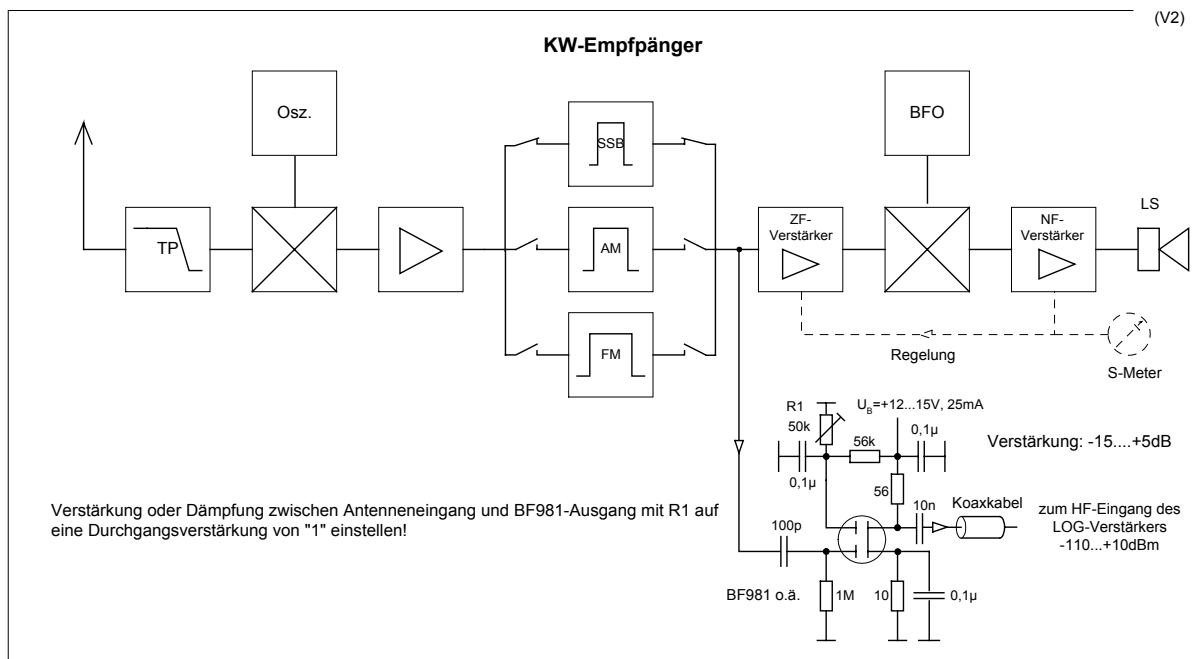 (V2)
KW-Empfpänger
Osz.
SSB
BFO
LS
TP
AM
ZF-
Verstärker
NF-
Verstärker
FM
Regelung
S-Meter
R1
50k
U_B=+12...15V, 25mA
56k
0,1µ
Verstärkung: -15....+5dB
0,1µ
56
10n
Koaxkabel
Verstärkung oder Dämpfung zwischen Antenneneingang und BF981-Ausgang mit R1 auf
eine Durchgangsverstärkung von "1" einstellen!
zum HF-Eingang des
LOG-Verstärkers
-110...+10dBm
100p
BF981 o.ä.
1M
10
0,1µ